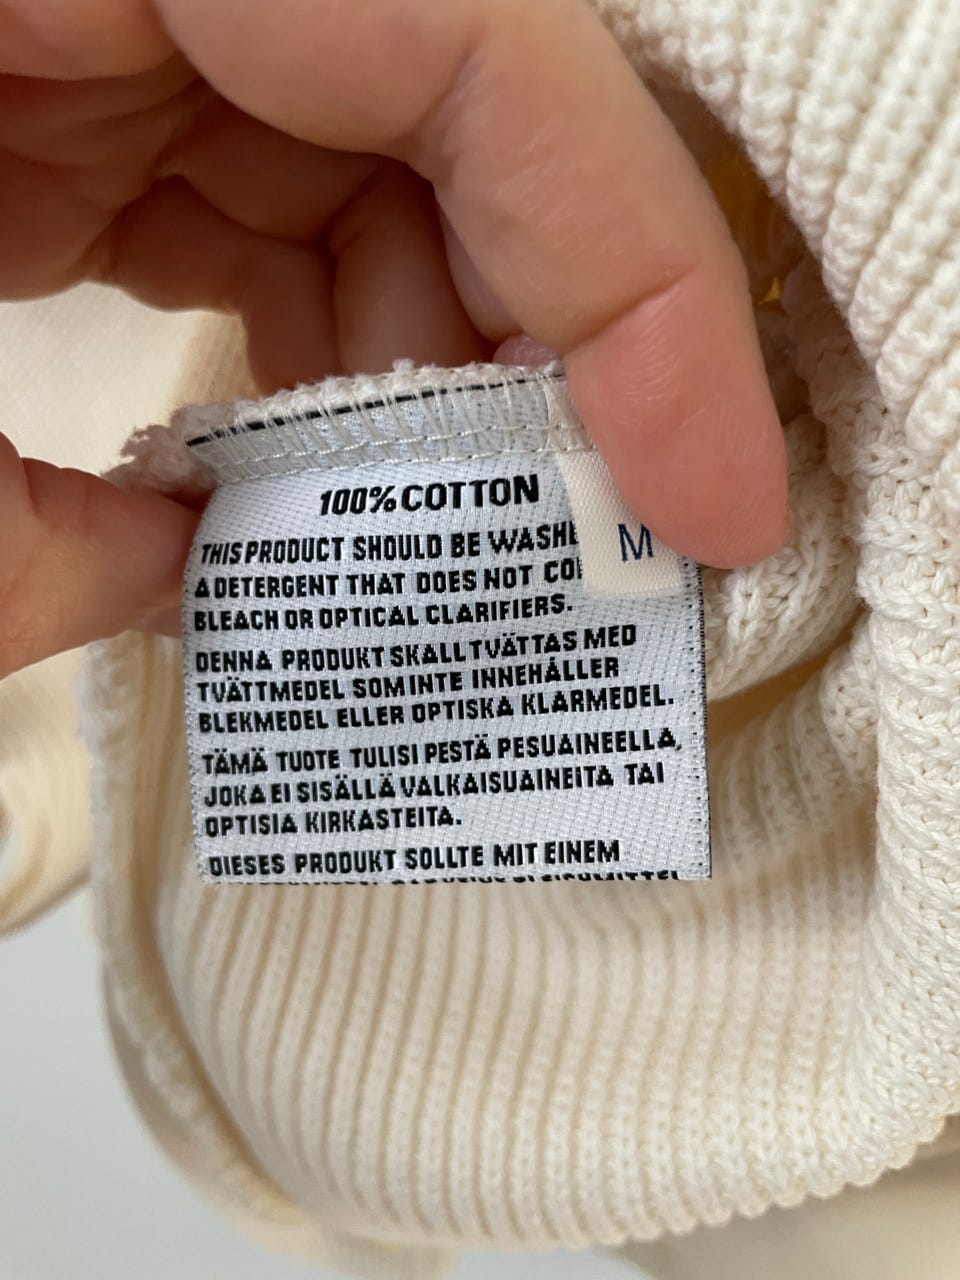 100% COTTON
M
THIS PRODUCT SHOULD BE
A DETERGENT THAT DOES NOT
BLEACH OR OPTICAL CLARIFIERS.
DENNA PRODUKT SKALL TVÄTTAS MED
TVÄTTMEDEL SOM INTE INNEHÅLLER
BLEKMEDEL ELLER OPTISKA KLARMEDEL.
TÄMÄ TUOTE TULISI PESTÄ PESUAINEELLA,
JOKA EI SISÄLLÄ VALKAISUAINEITA TAI
OPTISIA KIRKASTEITA.
DIESES PRODUKT SOLLTE MIT EINEM